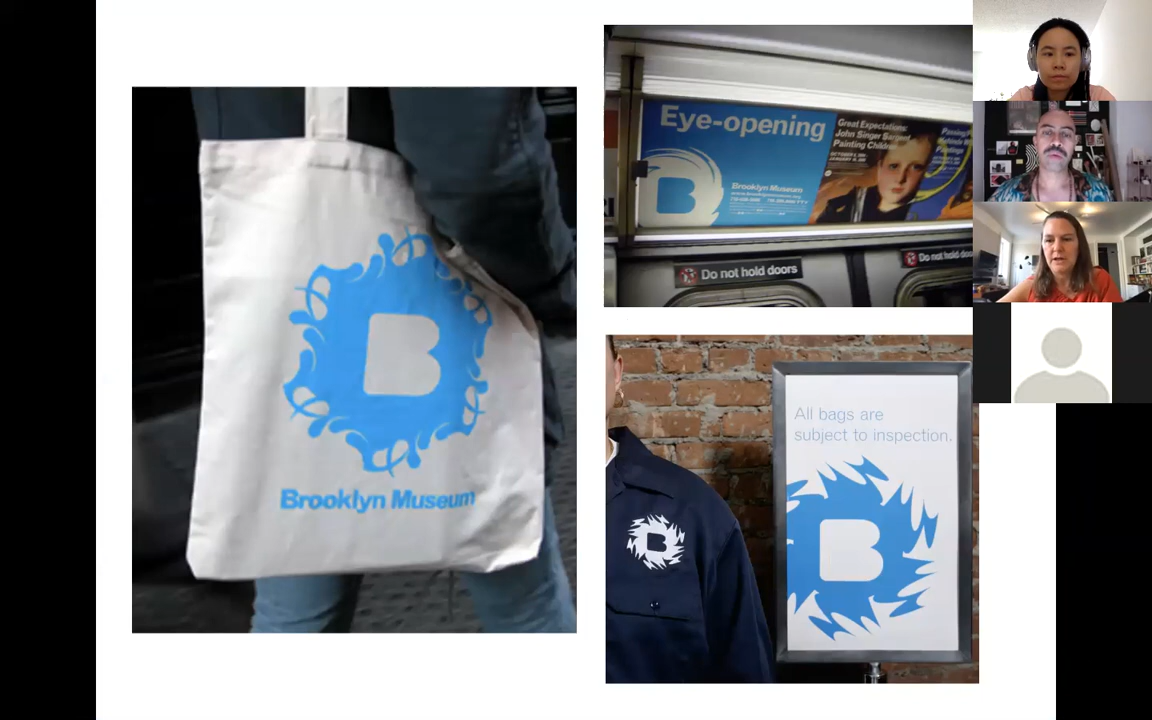 B
Brooklyn Museum
Eye-opening
B
Brooklyn Museum
Great Expectations:
John Singer Sargent
Painting Children
Do not hold doors
Do not hold doo
All bags are
subject to inspection.
B
B